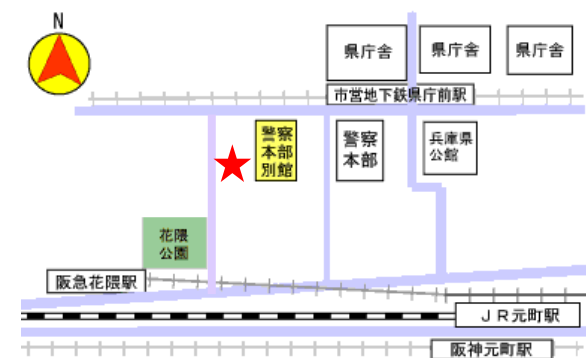 N
県庁舎
県庁舎
県庁舎
市営地下鉄県庁前駅
警察
本部
別館
警察
本部
兵庫県
公館
花隈
公園
阪急花隈駅
JR元町駅
阪神元町駅